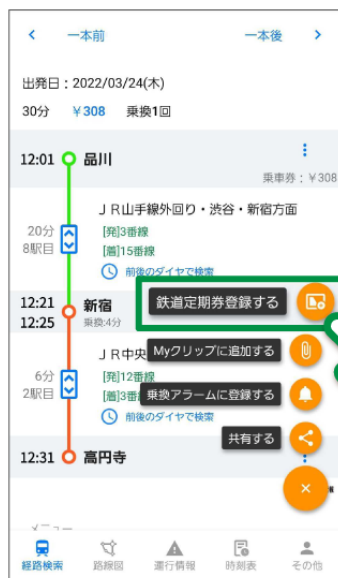 一本前 一本後
出発日：2022/03/24(木)
30分 ￥308 乗換1回
12:01 品川
乗車券：￥308
ＪＲ山手線外回り・渋谷・新宿方面
20分
8駅目
[発]3番線
[着]15番線
前後のダイヤで検索
12:21
12:25
新宿
乗換:4分
鉄道定期券登録する
ＪＲ中央
Myクリップに追加する
6分
2駅目
[発]12番線
[着]3番
乗換アラームに登録する
前後のダイヤで検索
共有する
12:31 高円寺
メニュー
経路検索 路線図 運行情報 時刻表 その他